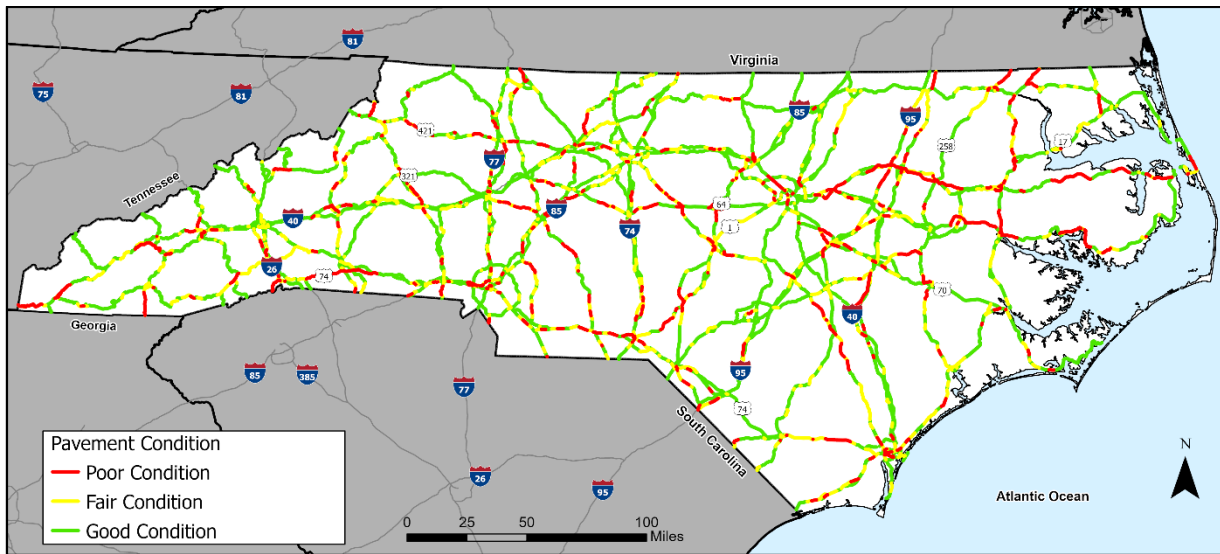 81
Virginia
75
81
95
85
421
17
258
77
Tennessee
321
85
64
40
74
1
26
74
70
40
Georgia
95
85
385
77
74
South Carolina
Pavement Condition
Poor Condition
Fair Condition
Good Condition
26
95
N
Atlantic Ocean
0 25 50 100
Miles